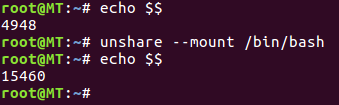 root@MT:~# echo $$
4948
root@MT:~# unshare --mount /bin/bash
root@MT:~# echo $$
15460
root@MT:~#